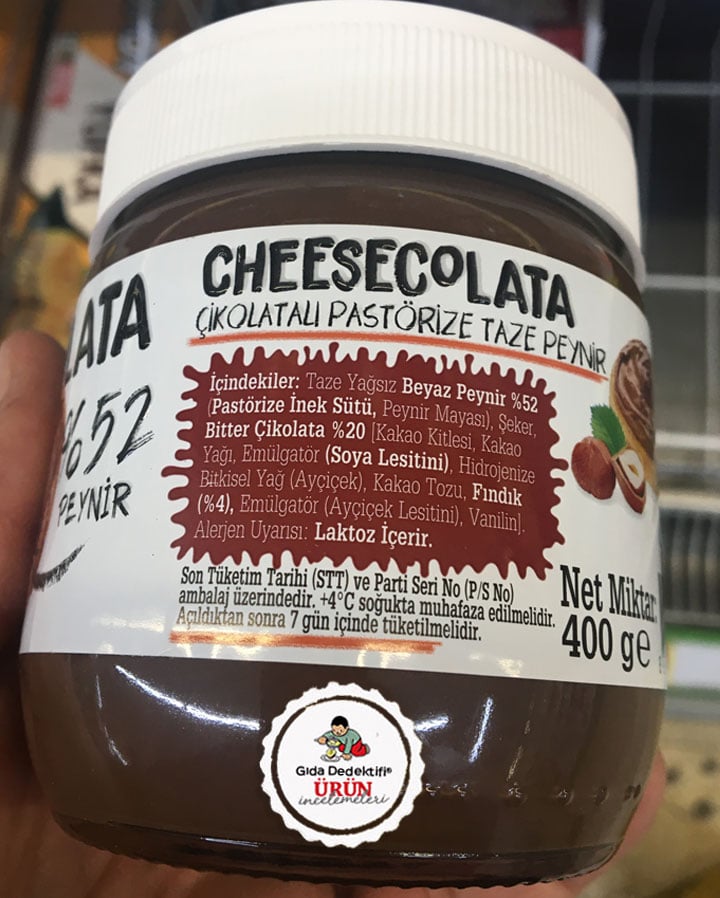 LATA
%52
PEYNİR
CHEESECOLATA
ÇİKOLATALI PASTÖRİZE TAZE PEYNİR
İçindekiler: Taze Yağsız Beyaz Peynir %52
(Pastörize İnek Sütü, Peynir Mayası), Şeker,
Bitter Çikolata %20 [Kakao Kitlesi, Kakao
Yağı, Emülgatör (Soya Lesitini), Hidrojenize
Bitkisel Yağ (Ayçiçek), Kakao Tozu, Fındık
(%4), Emülgatör (Ayçiçek Lesitini), Vanilin].
Alerjen Uyarısı: Laktoz İçerir.
Son Tüketim Tarihi (STT) ve Parti Seri No (P/S No)
ambalaj üzerindedir. +4°C soğukta muhafaza edilmelidir.
Açıldıktan sonra 7 gün içinde tüketilmelidir.
Net Miktar:
400 g e
Gıda Dedektifi®
ÜRÜN
incelemeleri